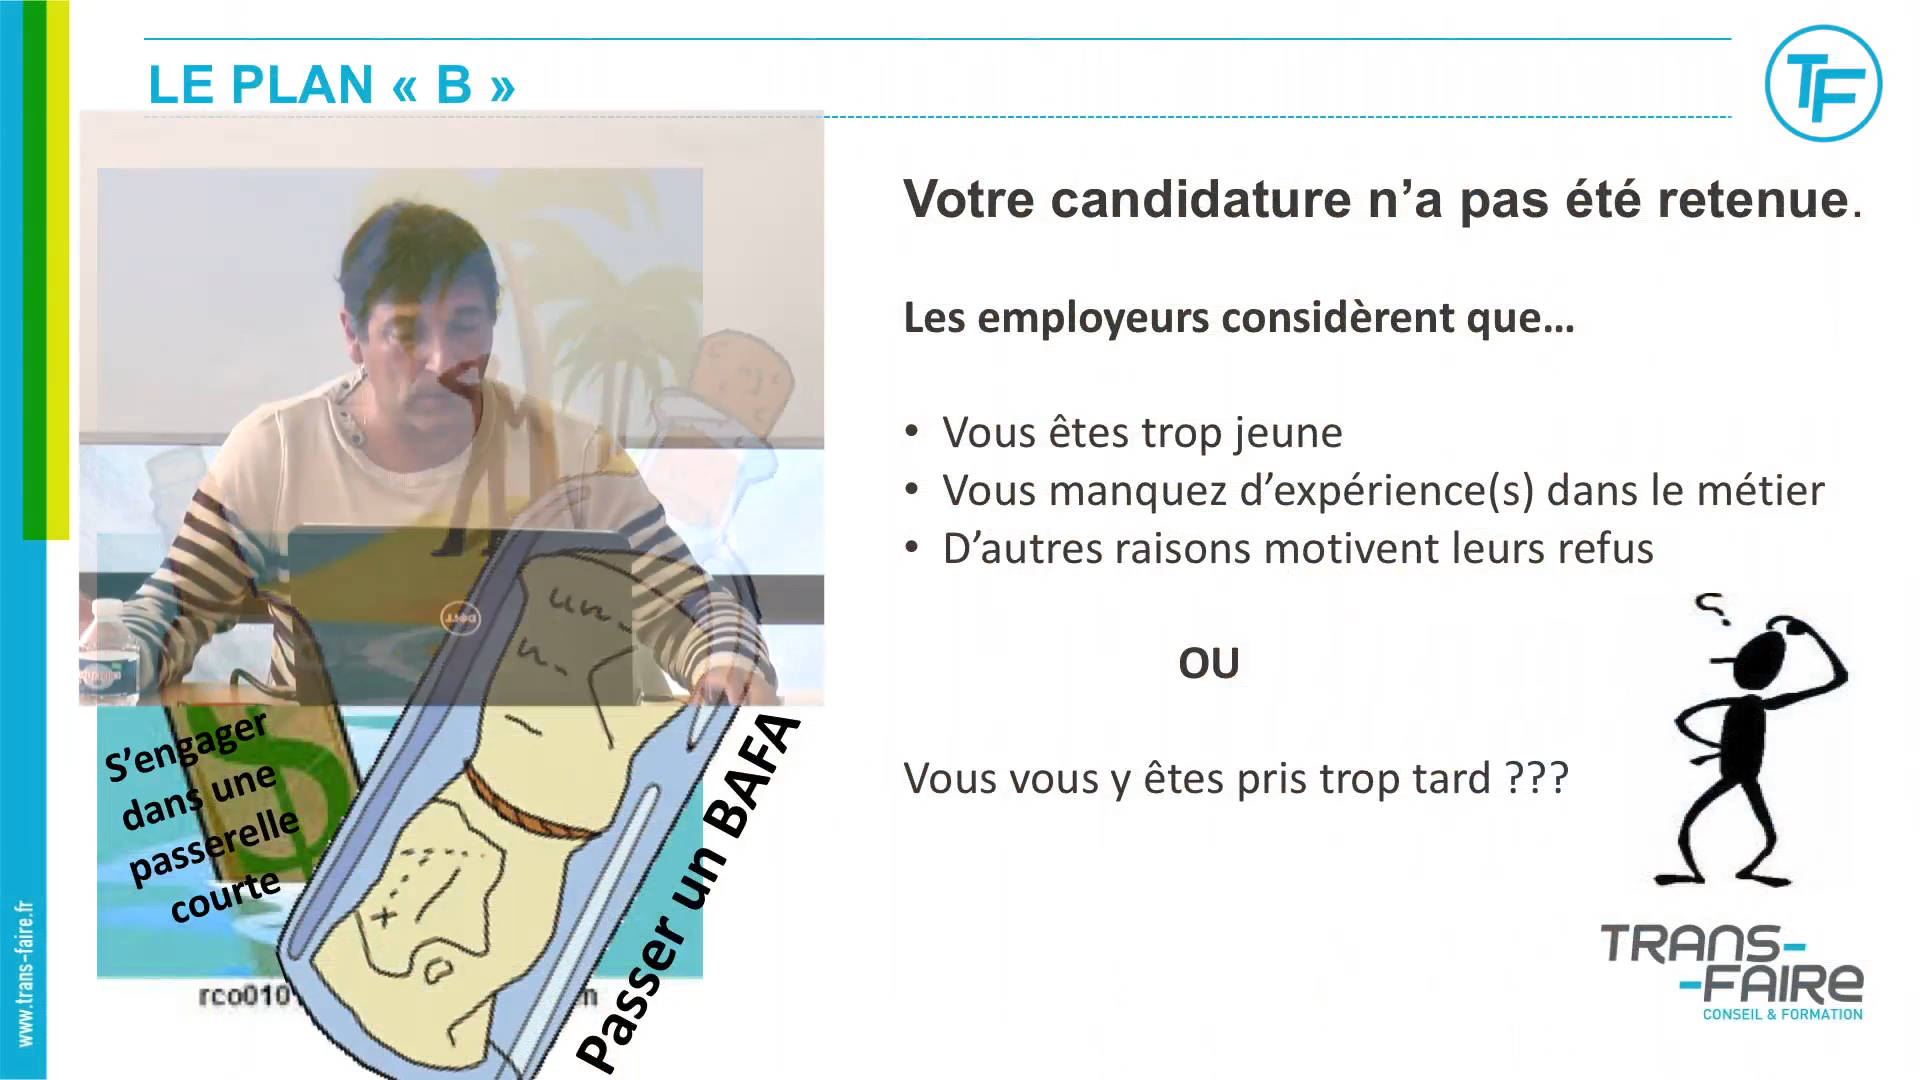 LE PLAN « B »
TF
Votre candidature n’a pas été retenue.
Les employeurs considèrent que…
• Vous êtes trop jeune
• Vous manquez d’expérience(s) dans le métier
• D’autres raisons motivent leurs refus
OU
Vous vous y êtes pris trop tard ???
S’engager
dans une
passerelle
courte
Passer un BAFA
DELL
www.trans-faire.fr
TRANS-
-FAIRE
CONSEIL & FORMATION